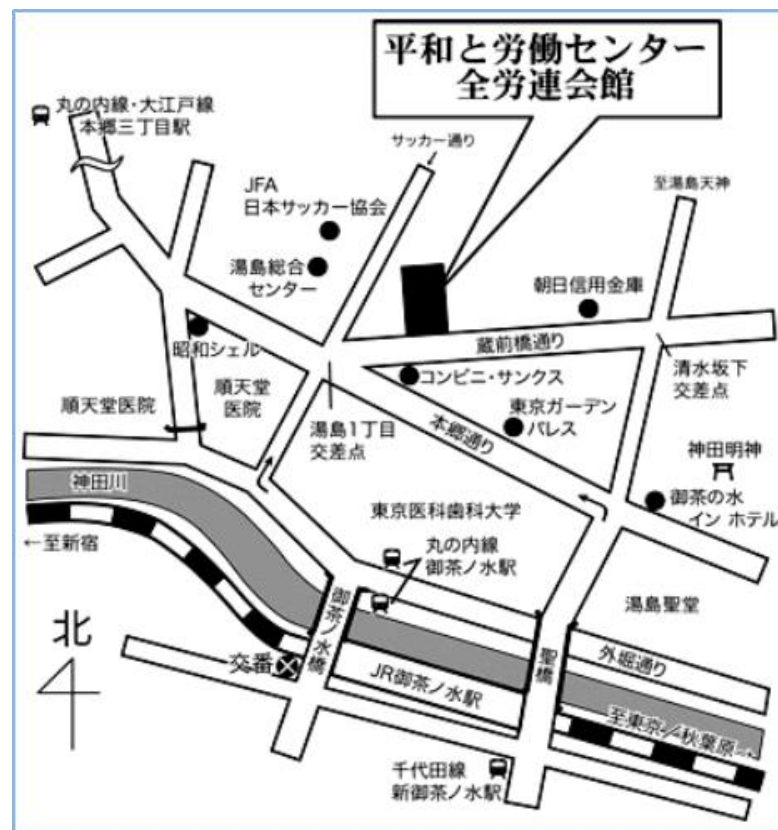 平和と労働センター
全労連会館
丸の内線・大江戸線
本郷三丁目駅
サッカー通り
JFA
日本サッカー協会
至湯島天神
湯島総合
センター
朝日信用金庫
昭和シェル
蔵前橋通り
清水坂下
交差点
コンビニ・サンクス
順天堂医院
順天堂
医院
東京ガーデン
パレス
湯島1丁目
交差点
本郷通り
神田明神
神田川
御茶の水
イン ホテル
東京医科歯科大学
←至新宿
丸の内線
御茶ノ水駅
湯島聖堂
北
御茶ノ水橋
交番
聖橋
外堀通り
JR御茶ノ水駅
至東京／秋葉原→
千代田線
新御茶ノ水駅